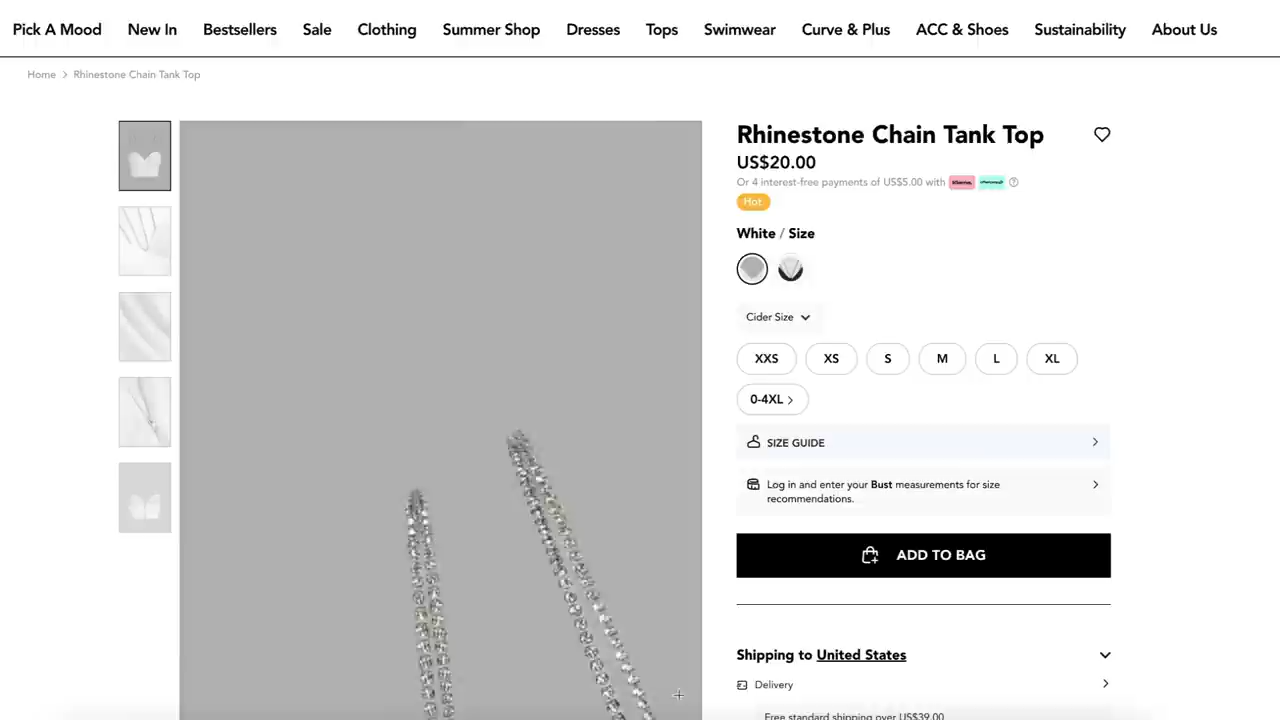 Pick A Mood New In Bestsellers Sale Clothing Summer Shop Dresses Tops Swimwear Curve & Plus ACC & Shoes Sustainability About Us
Home > Rhinestone Chain Tank Top
Rhinestone Chain Tank Top
US$20.00
Or 4 interest-free payments of US$5.00 with
Hot
White / Size
Cider Size
XXS XS S M L XL
0-4XL >
SIZE GUIDE
Log in and enter your Bust measurements for size
recommendations.
ADD TO BAG
Shipping to United States
Delivery
Free standard shipping over US$39.00